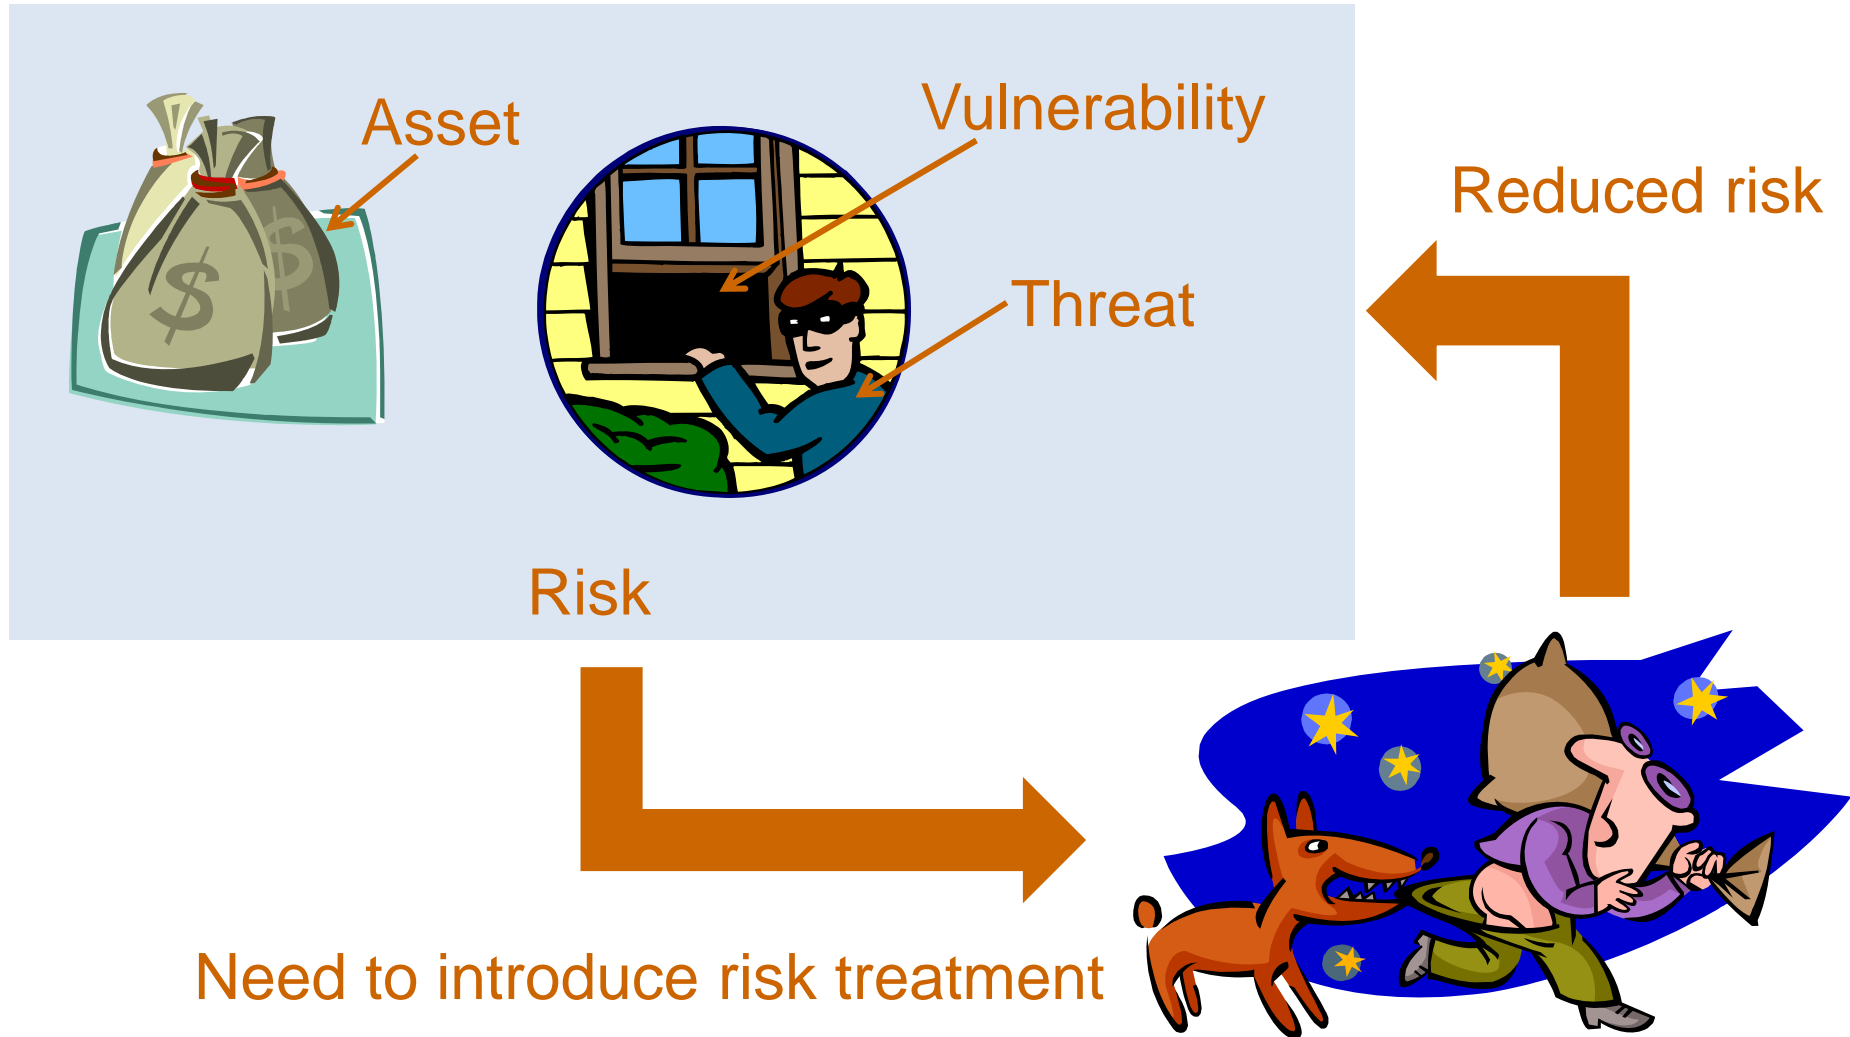 Asset
Vulnerability
Reduced risk
Threat
$
$
Risk
Need to introduce risk treatment